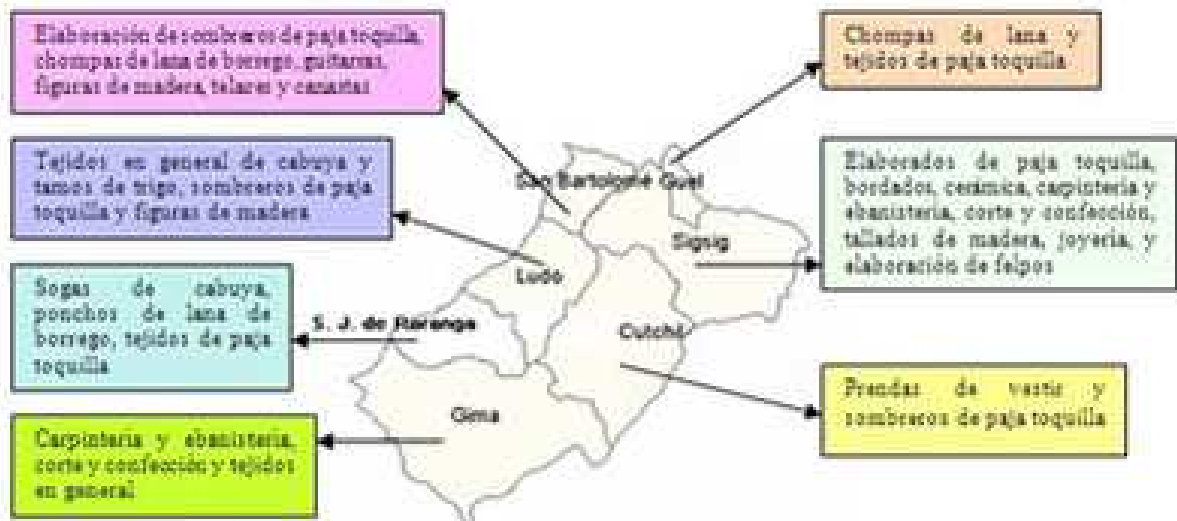 Elaboración de sombreros de paja toquilla,
chompas de lana de borrego, guitarras,
figuras de madera, telares y canastas
Chompas de lana y
tejidos de paja toquilla
Tejidos en general de cabuya y
tamos de trigo, sombreros de paja
toquilla y figuras de madera
Elaborados de paja toquilla,
bordados, cerámica, carpintería y
ebanistería, corte y confección,
tallados de madera, joyería, y
elaboración de felpos
San Bartolomé Guel
Sigsig
Ludo
Sogas de cabuya,
ponchos de lana de
borrego, tejidos de paja
toquilla
S. J. de Raranga
Cutchil
Gima
Prendas de vestir y
sombreros de paja toquilla
Carpintería y ebanistería,
corte y confección y tejidos
en general